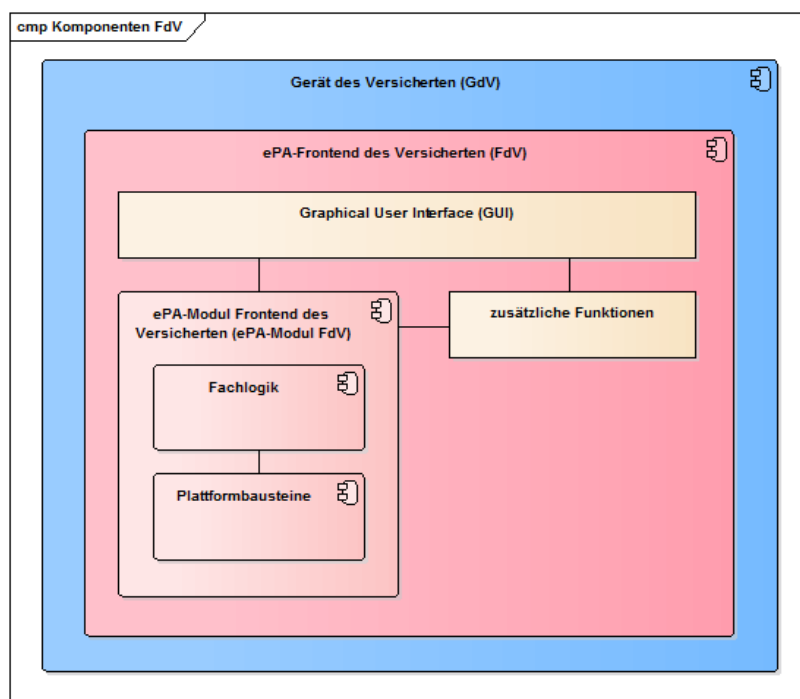 cmp Komponenten FdV
Gerät des Versicherten (GdV)
ePA-Frontend des Versicherten (FdV)
Graphical User Interface (GUI)
ePA-Modul Frontend des
Versicherten (ePA-Modul FdV)
zusätzliche Funktionen
Fachlogik
Plattformbausteine